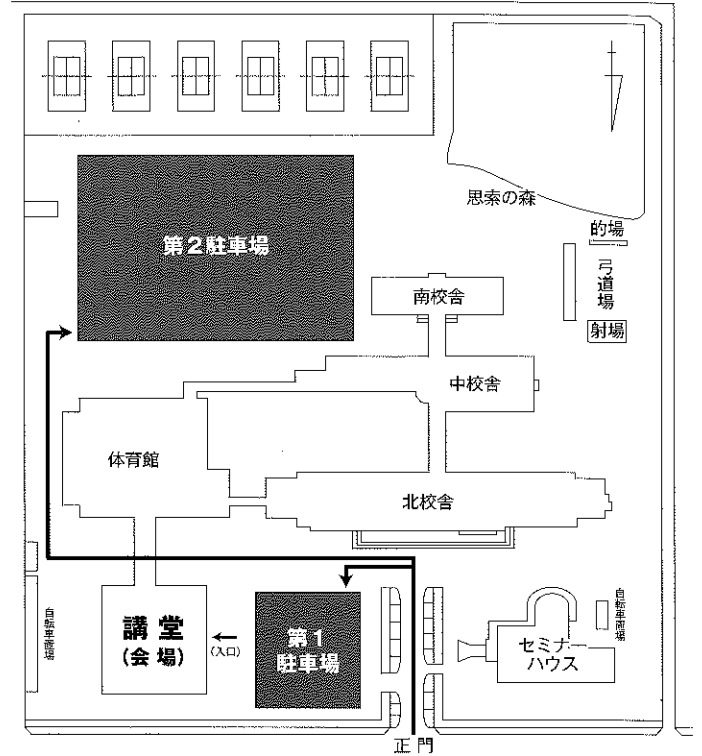 思索の森
的場
弓道場
射場
第2駐車場
南校舎
中校舎
体育館
北校舎
自転車置場
講堂
(会場)
(入口)
第1
駐車場
セミナー
ハウス
自転車置場
正門